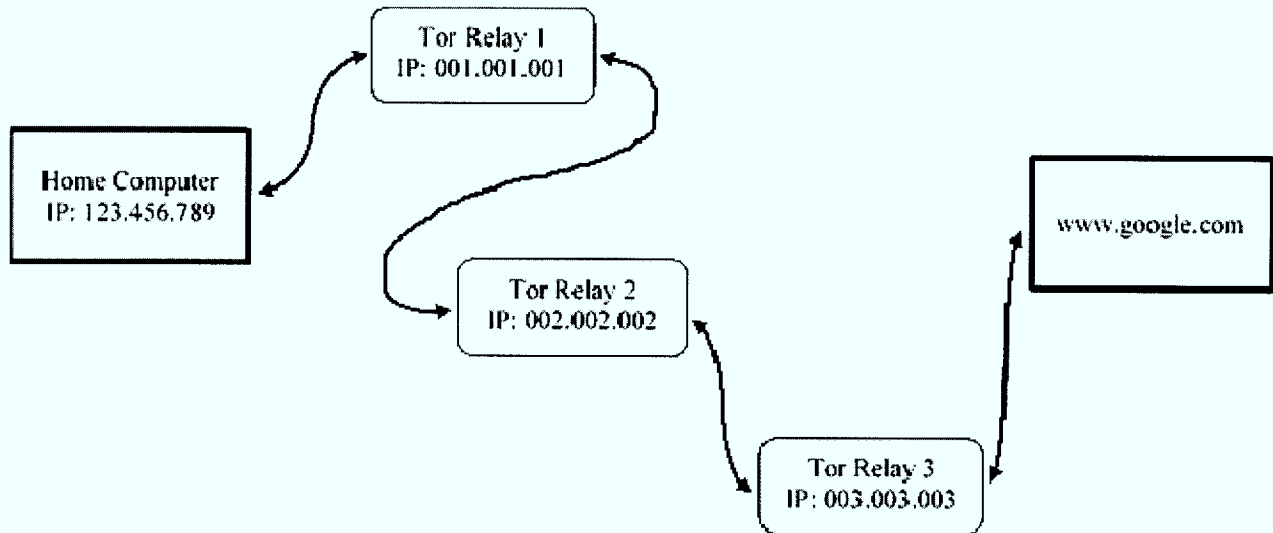 Tor Relay 1
IP: 001.001.001
Home Computer
IP: 123.456.789
www.google.com
Tor Relay 2
IP: 002.002.002
Tor Relay 3
IP: 003.003.003